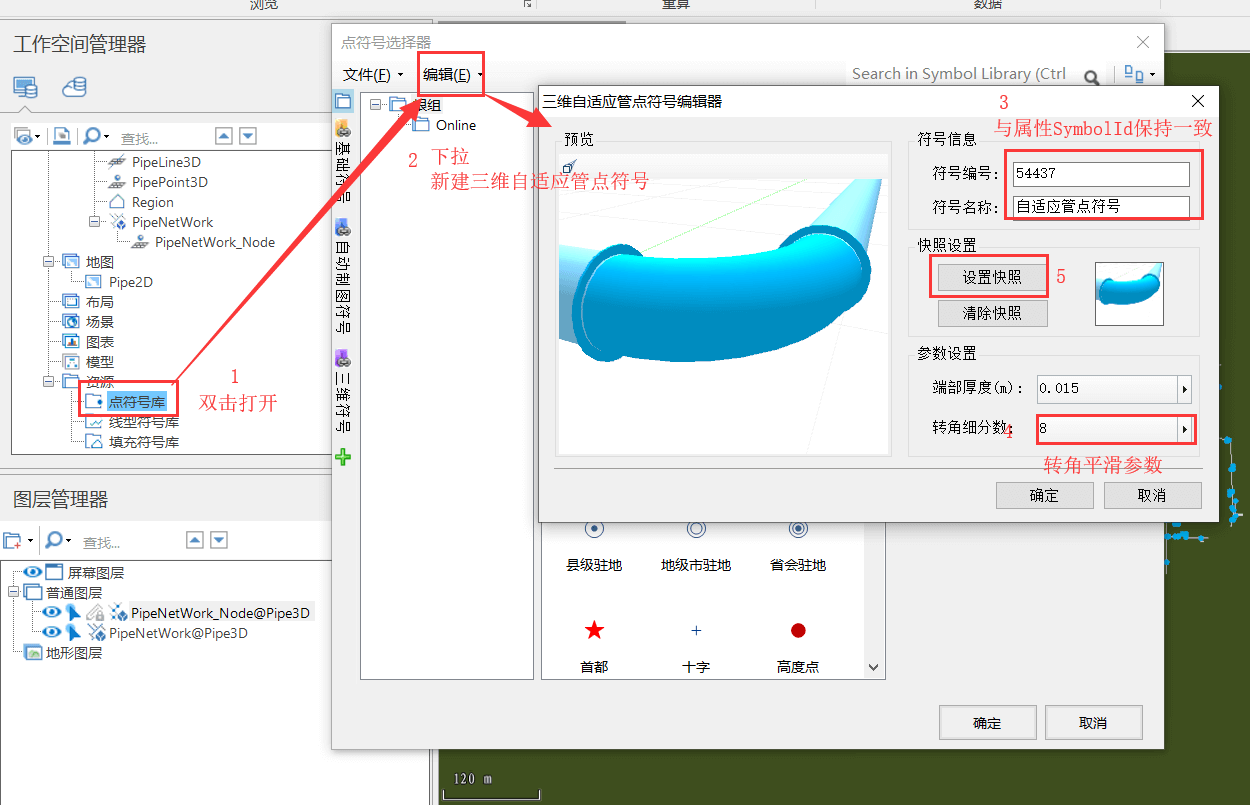 浏览
重算
数据
工作空间管理器
查找...
PipeLine3D
PipePoint3D
Region
PipeNetWork
PipeNetWork_Node
地图
Pipe2D
布局
场景
图表
模型
资源
点符号库
线型符号库
填充符号库
1
双击打开
图层管理器
查找...
屏幕图层
普通图层
PipeNetWork_Node@Pipe3D
PipeNetWork@Pipe3D
地形图层
点符号选择器
文件(F)
编辑(E)
Search in Symbol Library (Ctrl
根组
Online
基础符号
自动制图符号
三维符号
2 下拉
新建三维自适应管点符号
三维自适应管点符号编辑器
预览
3
与属性SymbolId保持一致
符号信息
符号编号: 54437
符号名称: 自适应管点符号
快照设置
设置快照
5
清除快照
参数设置
端部厚度(m): 0.015
转角细分数: 8
4
转角平滑参数
确定
取消
县级驻地
地级市驻地
省会驻地
首都
十字
高度点
确定
取消
120 m